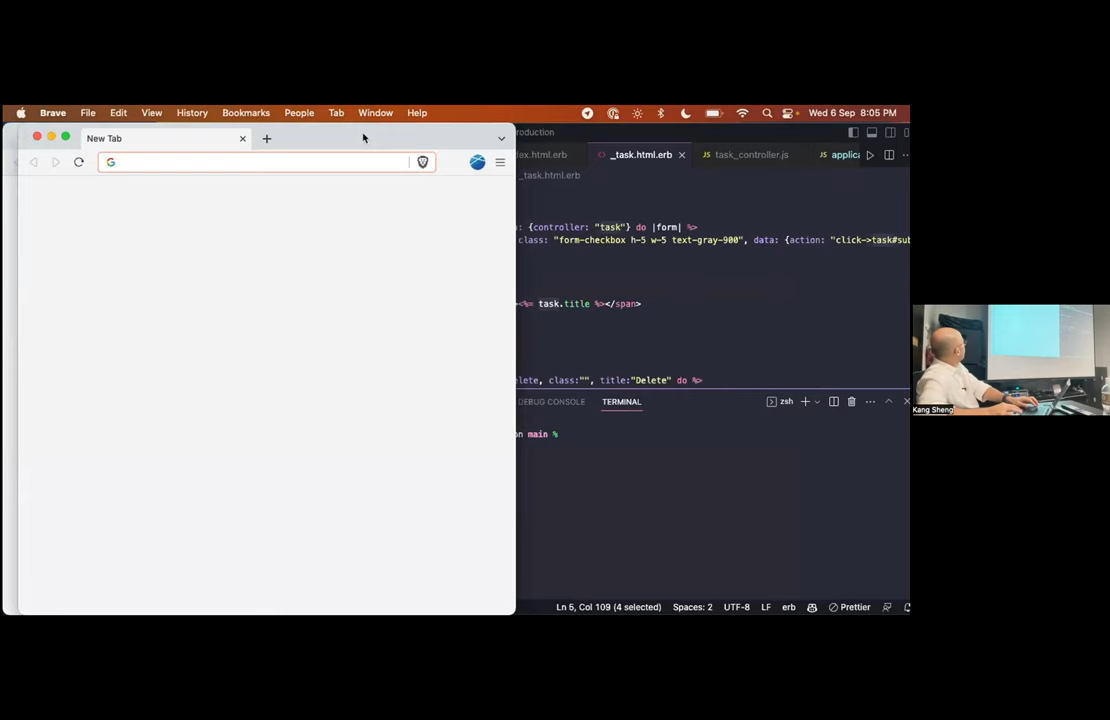 Brave File Edit View History Bookmarks People Tab Window Help Wed 6 Sep 8:05 PM
New Tab
roduction
ex.html.erb _task.html.erb task_controller.js applica
_task.html.erb
: {controller: "task"} do |form| %>
class: "form-checkbox h-5 w-5 text-gray-900", data: {action: "click->task#sub
<%= task.title %></span>
elete, class:"", title:"Delete" do %>
DEBUG CONSOLE TERMINAL zsh
on main %
Ln 5, Col 109 (4 selected) Spaces: 2 UTF-8 LF erb Prettier
Kang Sheng